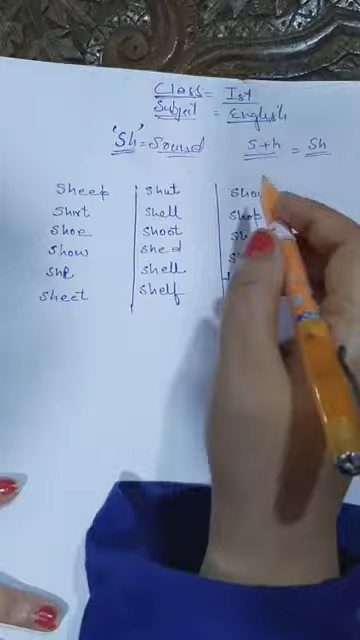 Class = Ist
Subject = English
'Sh' = Sound   S+h = Sh
Sheep   shut
Shirt   shell
Shoe   shoot
Show   shed
She   shell
Sheet   shelf
shop